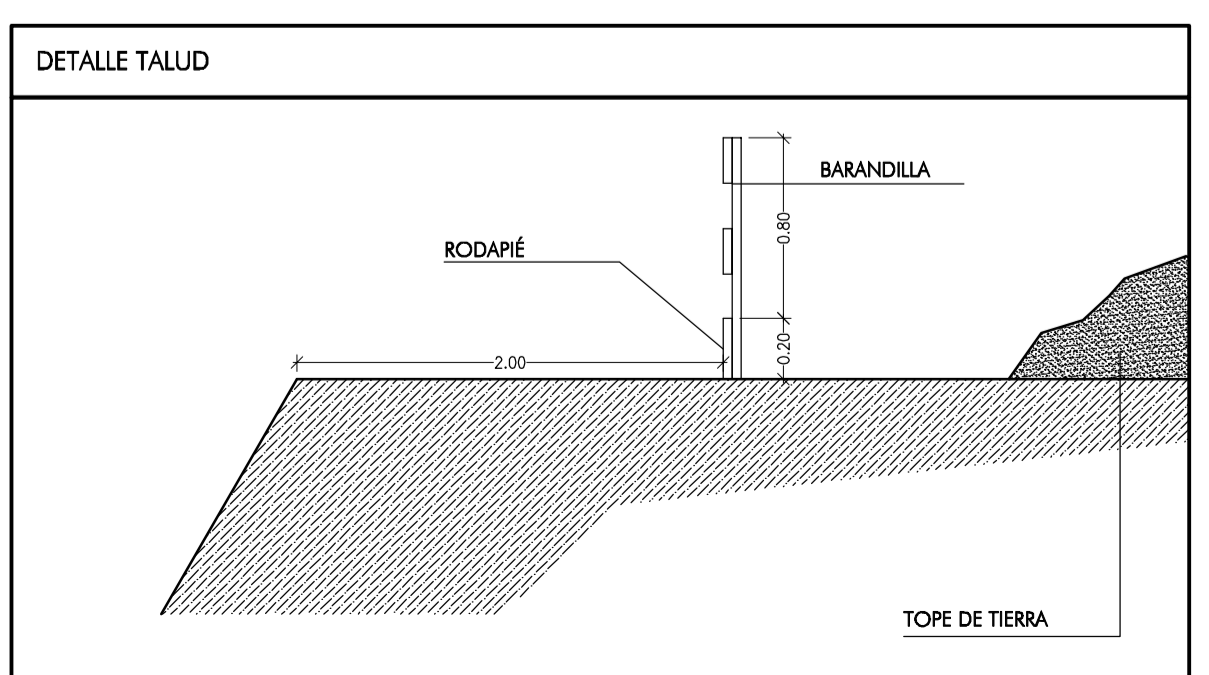 DETALLE TALUD
BARANDILLA
0.80
RODAPIÉ
0.20
2.00
TOPE DE TIERRA